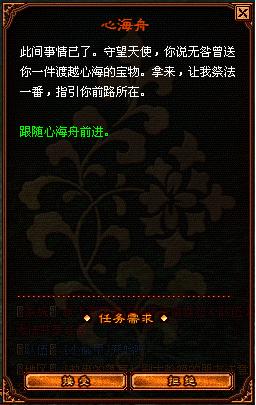 心海舟
此间事情已了。守望天使，你说无咎曾送
你一件渡越心海的宝物。拿来，让我祭法
一番，指引你前路所在。
跟随心海舟前进。
任务需求
接受
拒绝